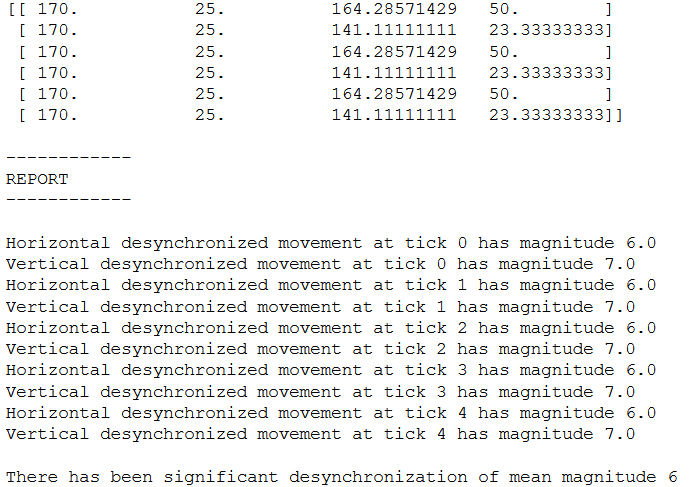 [[ 170.          25.          164.28571429   50.        ]
 [ 170.          25.          141.11111111   23.33333333]
 [ 170.          25.          164.28571429   50.        ]
 [ 170.          25.          141.11111111   23.33333333]
 [ 170.          25.          164.28571429   50.        ]
 [ 170.          25.          141.11111111   23.33333333]]
------------
REPORT
------------
Horizontal desynchronized movement at tick 0 has magnitude 6.0
Vertical desynchronized movement at tick 0 has magnitude 7.0
Horizontal desynchronized movement at tick 1 has magnitude 6.0
Vertical desynchronized movement at tick 1 has magnitude 7.0
Horizontal desynchronized movement at tick 2 has magnitude 6.0
Vertical desynchronized movement at tick 2 has magnitude 7.0
Horizontal desynchronized movement at tick 3 has magnitude 6.0
Vertical desynchronized movement at tick 3 has magnitude 7.0
Horizontal desynchronized movement at tick 4 has magnitude 6.0
Vertical desynchronized movement at tick 4 has magnitude 7.0
There has been significant desynchronization of mean magnitude 6